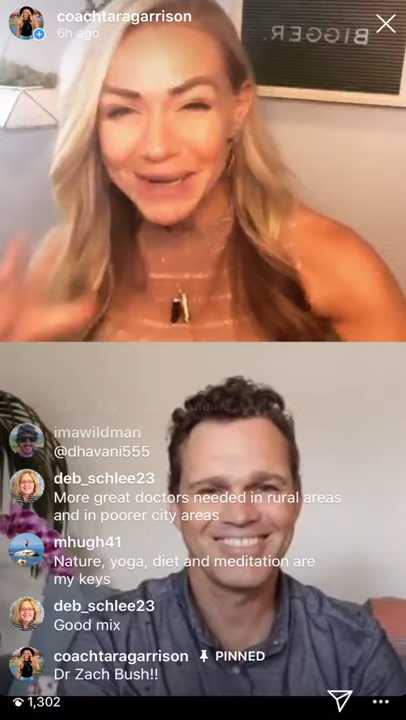 coachtaragarrison
6h ago
BIGGER.
imawildman
@dhavani555
deb_schlee23
More great doctors needed in rural areas
and in poorer city areas
mhugh41
Nature, yoga, diet and meditation are
my keys
deb_schlee23
Good mix
coachtaragarrison PINNED
Dr Zach Bush!!
1,302